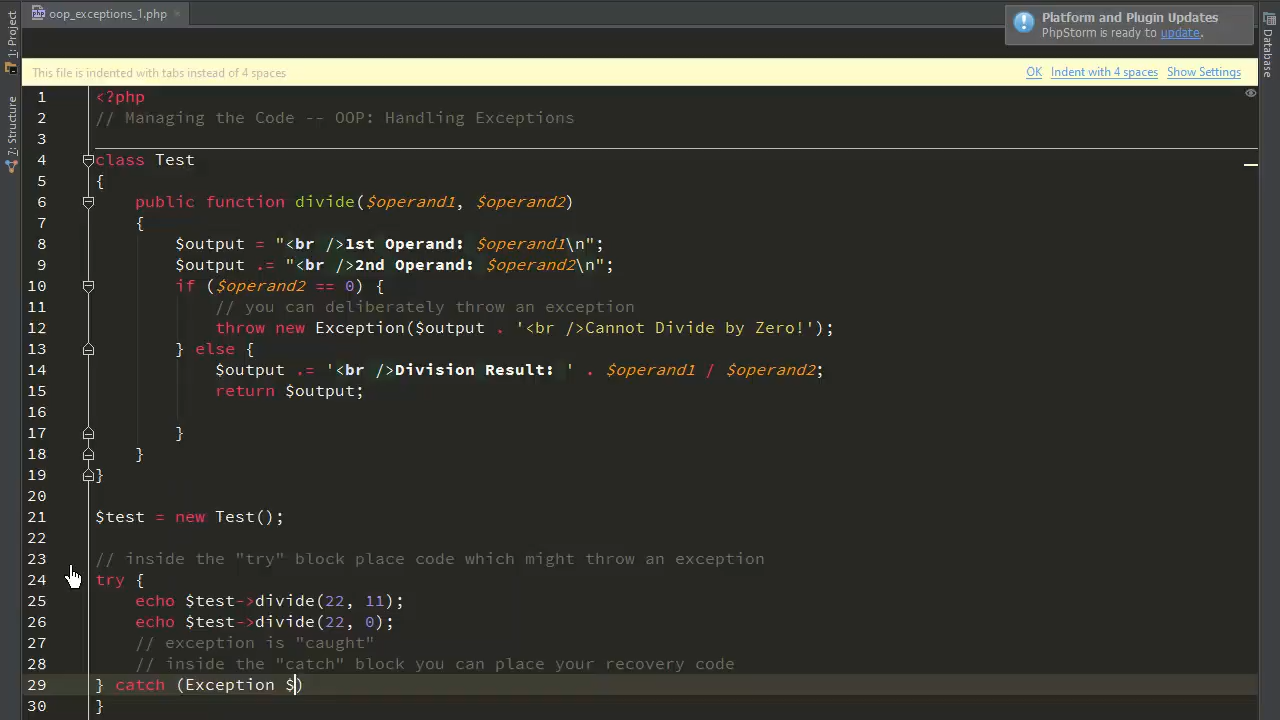 oop_exceptions_1.php
Platform and Plugin Updates
PhpStorm is ready to update.
1: Project
7: Structure
Database
This file is indented with tabs instead of 4 spaces
OK Indent with 4 spaces Show Settings
1 <?php
2 // Managing the Code -- OOP: Handling Exceptions
3
4 class Test
5 {
6 public function divide($operand1, $operand2)
7 {
8 $output = "<br />1st Operand: $operand1\n";
9 $output .= "<br />2nd Operand: $operand2\n";
10 if ($operand2 == 0) {
11 // you can deliberately throw an exception
12 throw new Exception($output . '<br />Cannot Divide by Zero!');
13 } else {
14 $output .= '<br />Division Result: ' . $operand1 / $operand2;
15 return $output;
16
17 }
18 }
19 }
20
21 $test = new Test();
22
23 // inside the "try" block place code which might throw an exception
24 try {
25 echo $test->divide(22, 11);
26 echo $test->divide(22, 0);
27 // exception is "caught"
28 // inside the "catch" block you can place your recovery code
29 } catch (Exception $)
30 }